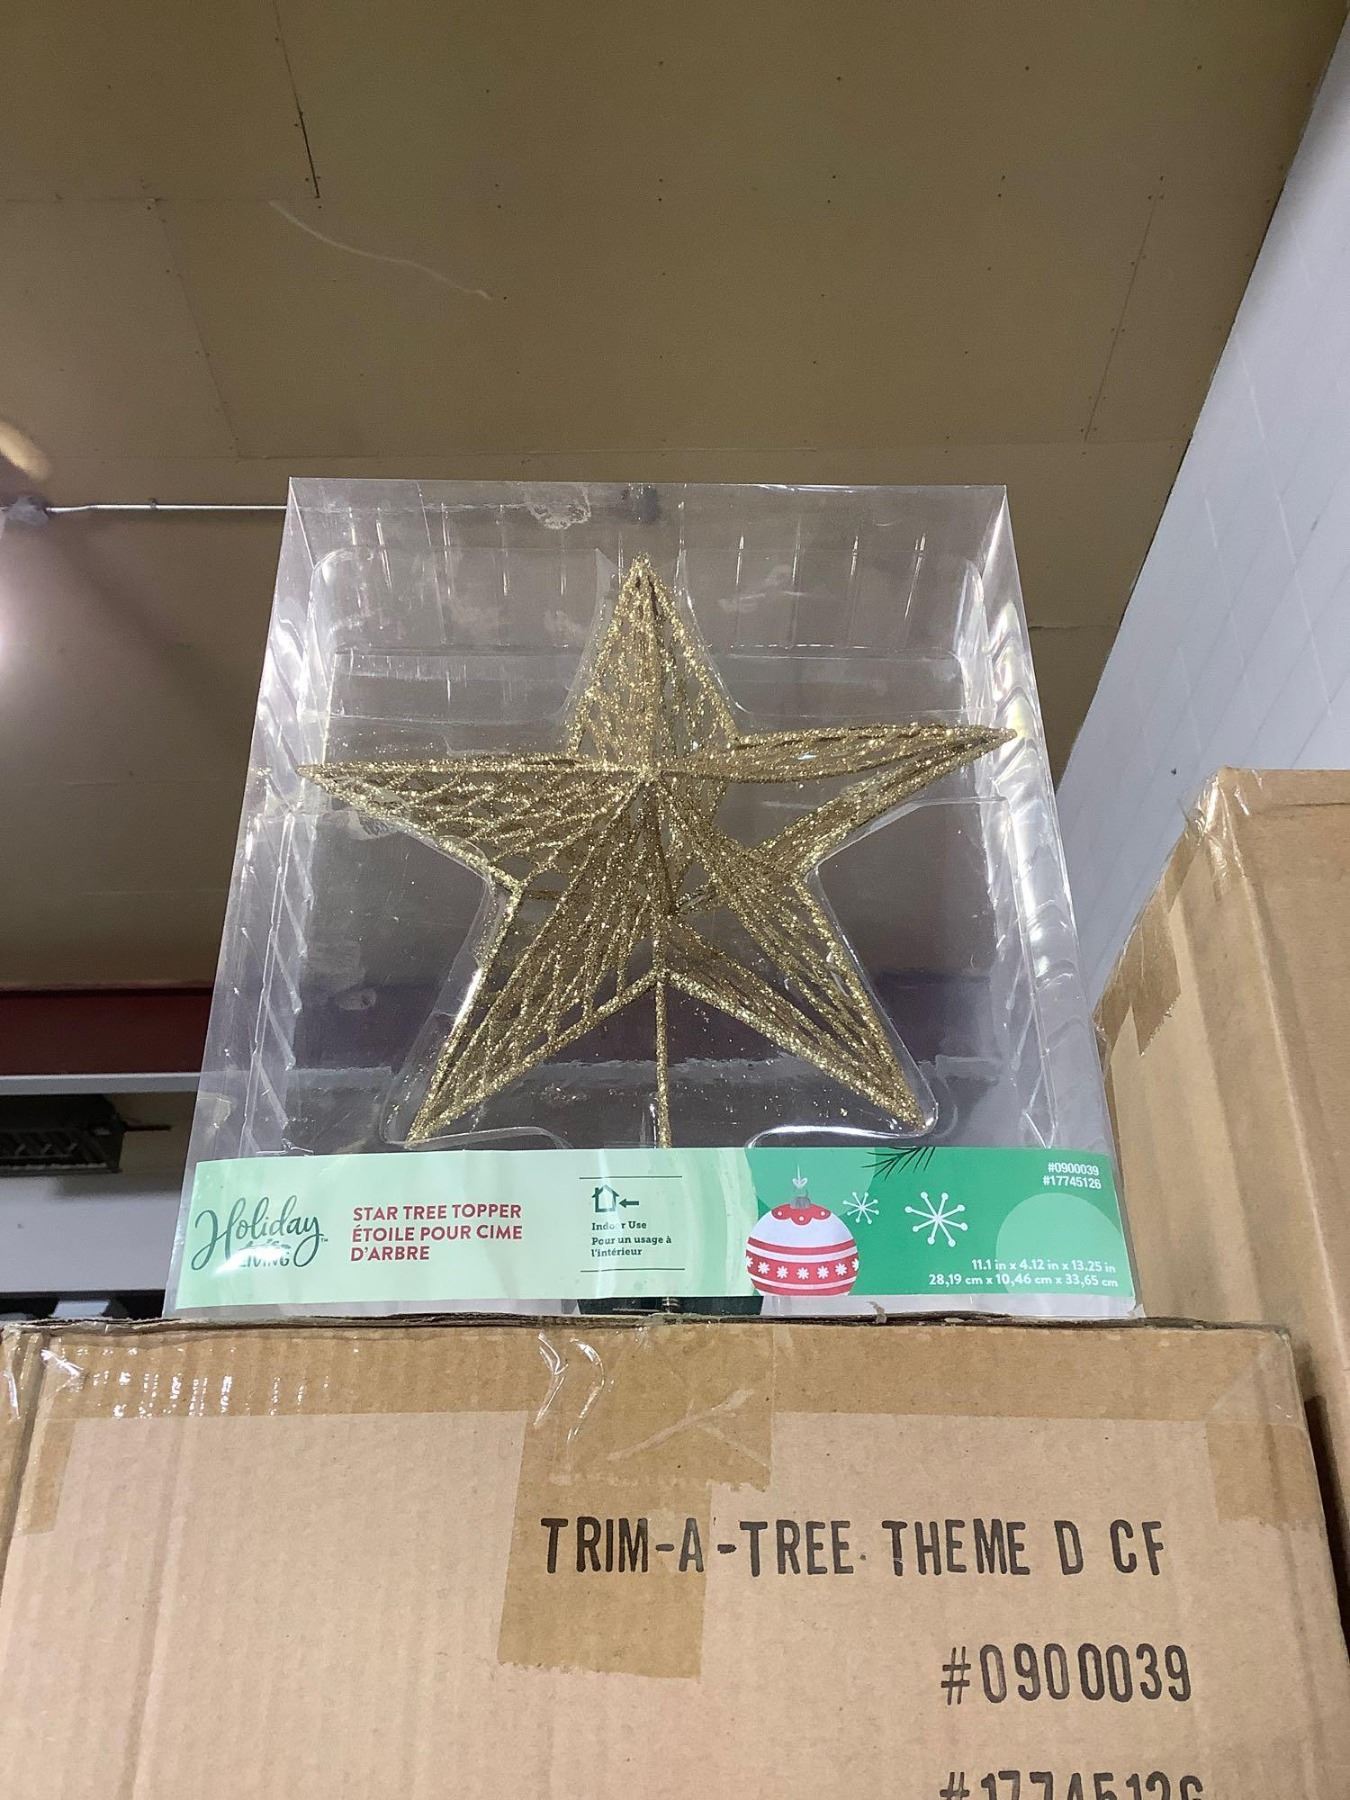 #0900039
#17745126
Holiday
LIVING
STAR TREE TOPPER
ÉTOILE POUR CIME
D'ARBRE
Indoor Use
Pour un usage à
l'intérieur
11.1 in x 4.12 in x 13.25 in
28,19 cm x 10,46 cm x 33,65 cm
TRIM-A-TREE THEME D CF
#0900039
#17745126